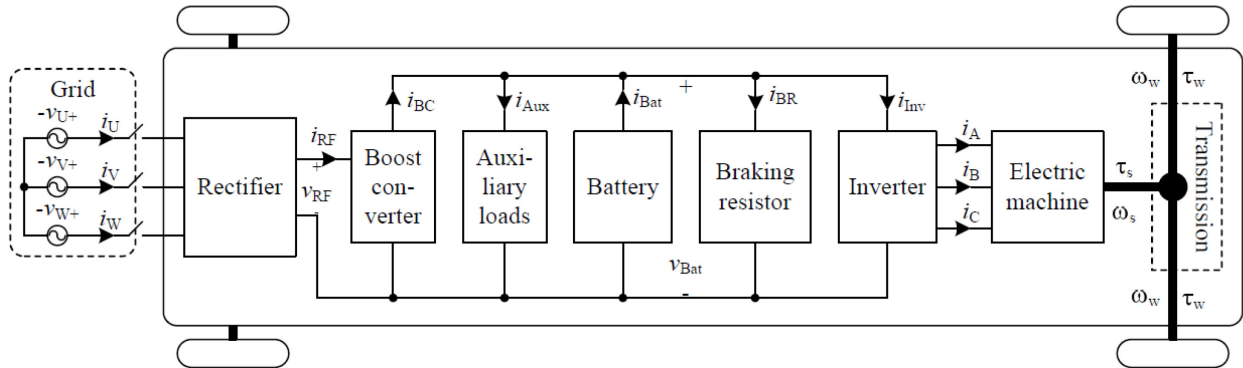 Grid
-vU+
iU
-vV+
iV
-vW+
iW
Rectifier
iRF
+
vRF
-
iBC
Boost
con-
verter
iAux
Auxi-
liary
loads
iBat
Battery
+
vBat
-
iBR
Braking
resistor
iInv
Inverter
iA
iB
iC
Electric
machine
τs
ωs
ωw τw
Transmission
ωw τw